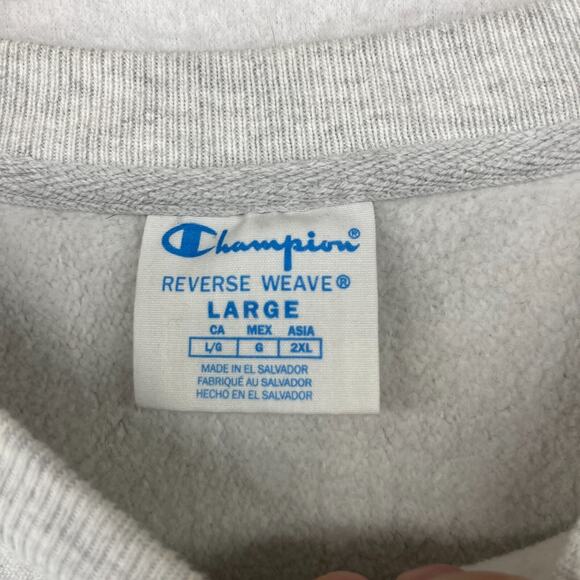 Champion®
REVERSE WEAVE®
LARGE
CA MEX ASIA
L/G G 2XL
MADE IN EL SALVADOR
FABRIQUÉ AU SALVADOR
HECHO EN EL SALVADOR